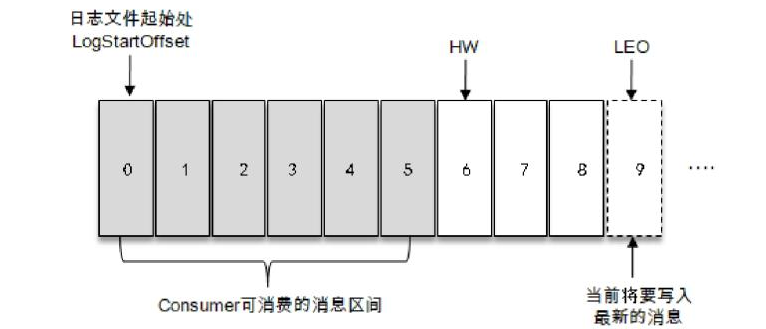 日志文件起始处
LogStartOffset
HW
LEO
0 1 2 3 4 5 6 7 8 9 ····
Consumer可消费的消息区间
当前将要写入
最新的消息